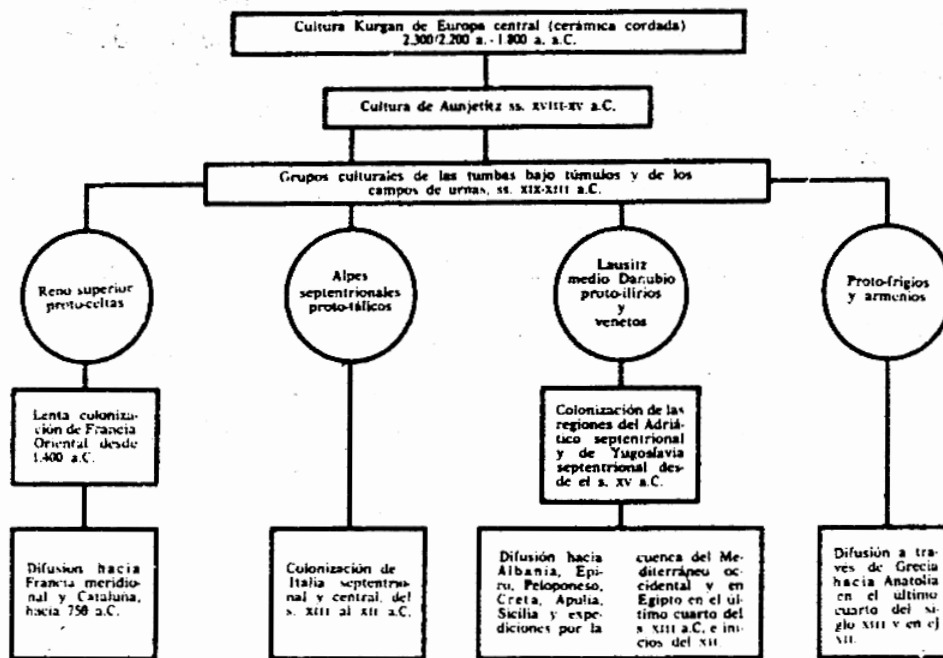 Cultura Kurgan de Europa central (cerámica cordada)
2.300/2.200 a. - 1 800 a. a.C.
Cultura de Aunjetitz ss. XVIII-XV a.C.
Grupos culturales de las tumbas bajo túmulos y de los
campos de urnas, ss. XIX-XIII a.C.
Reno superior
proto-celtas
Alpes
septentrionales
proto-itálicos
Lausitz
medio Danubio
proto-ilirios
y
venetos
Proto-frigios
y armenios
Lenta coloniza-
ción de Francia
Oriental desde
1.400 a.C.
Colonización de las
regiones del Adriá-
tico septentrional
y de Yugoslavia
septentrional des-
de el s. XV a.C.
Difusión hacia
Francia meridio-
nal y Cataluña,
hacia 750 a.C.
Colonización de
Italia septentrio-
nal y central, del
s. XIII al XII a.C.
Difusión hacia
Albania, Epi-
ro, Peloponeso,
Creta, Apulia,
Sicilia y expe-
diciones por la
cuenca del Me-
diterráneo oc-
cidental y en
Egipto en el úl-
timo cuarto del
s. XIII a.C. e ini-
cios del XII.
Difusión a tra-
vés de Grecia
hacia Anatolia
en el último
cuarto del si-
glo XIII y en el
XII.